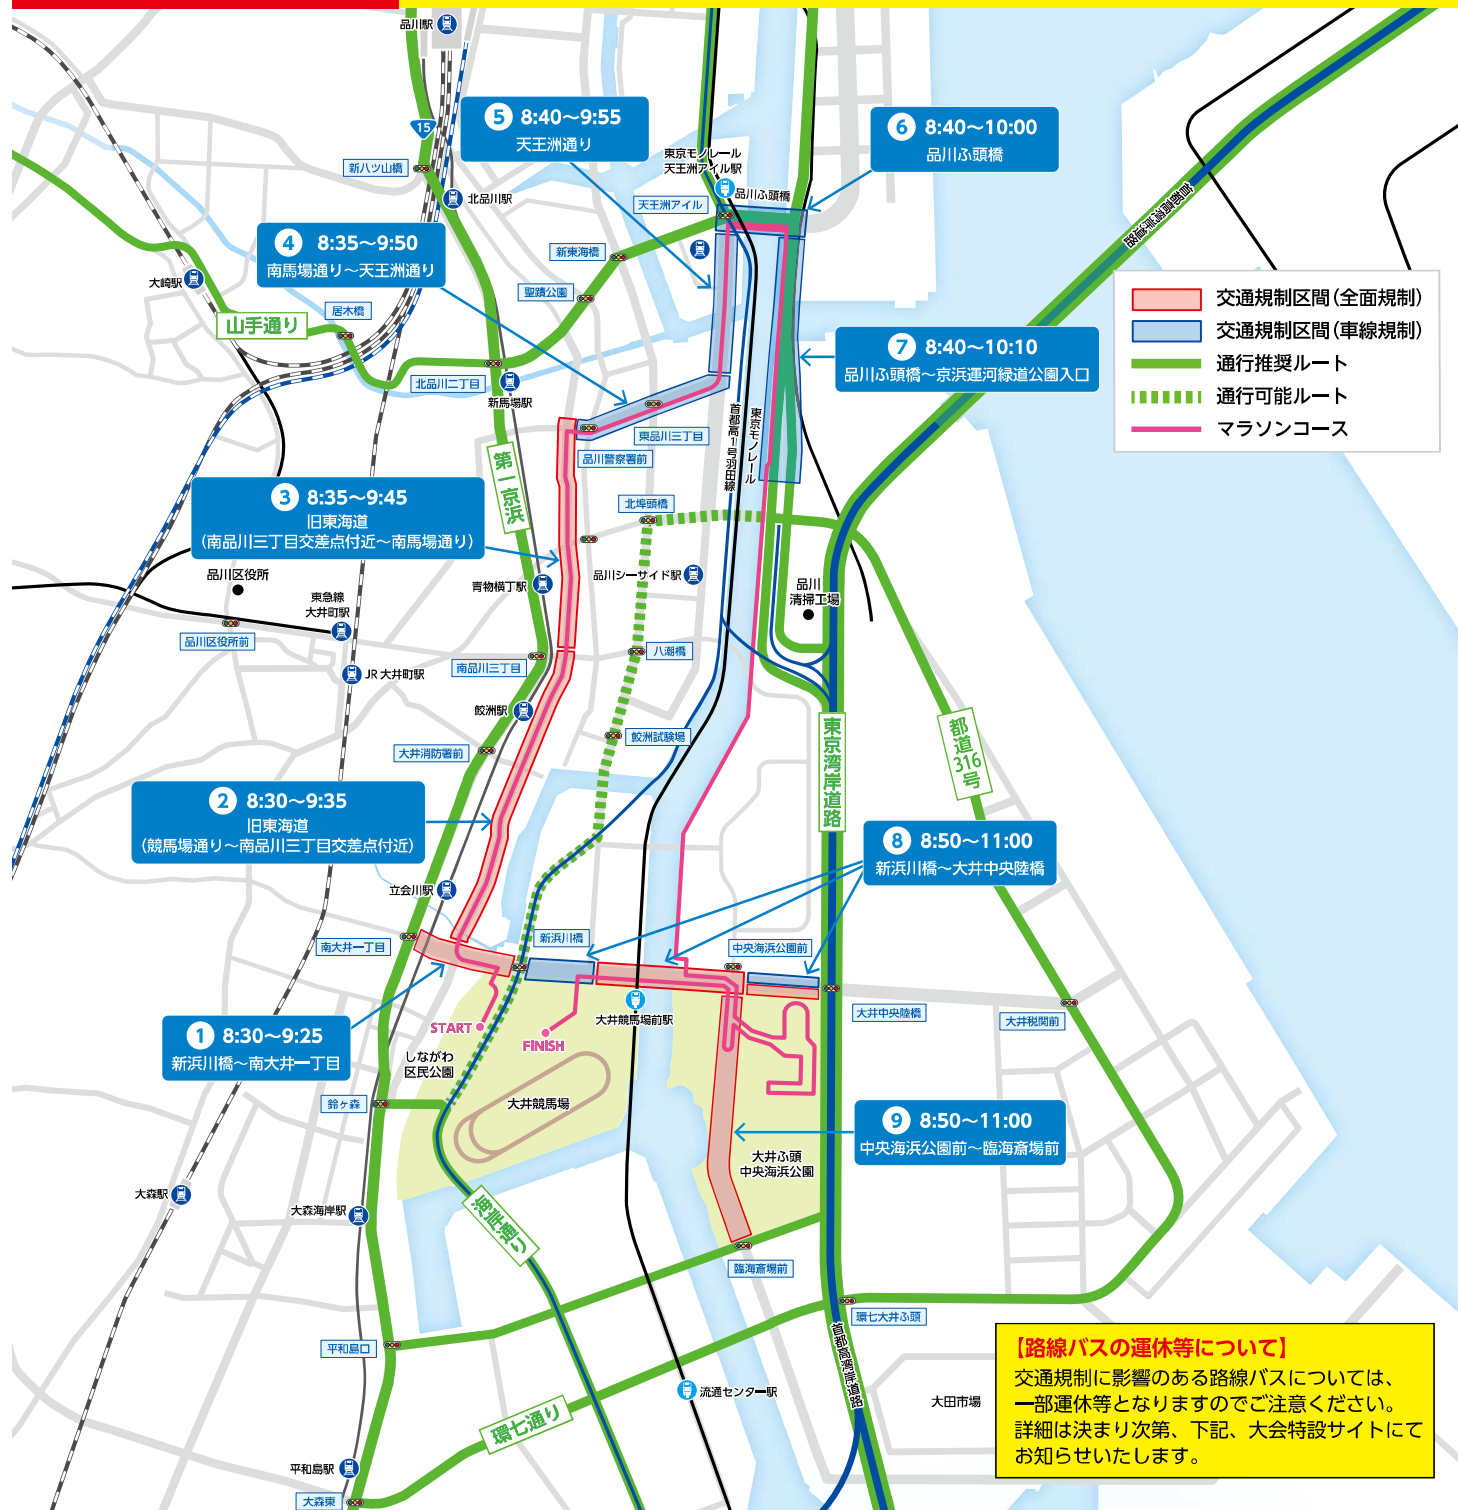 品川駅
15
5 8:40～9:55
天王洲通り
6 8:40～10:00
品川ふ頭橋
東京モノレール
天王洲アイル駅
新八ツ山橋
北品川駅
品川ふ頭橋
天王洲アイル
首都高湾岸道路
4 8:35～9:50
南馬場通り～天王洲通り
新東海橋
大崎駅
聖蹟公園
居木橋
山手通り
交通規制区間(全面規制)
交通規制区間(車線規制)
通行推奨ルート
通行可能ルート
マラソンコース
7 8:40～10:10
品川ふ頭橋～京浜運河緑道公園入口
北品川二丁目
新馬場駅
首都高1号羽田線
東京モノレール
東品川三丁目
品川警察署前
第一京浜
3 8:35～9:45
旧東海道
(南品川三丁目交差点付近～南馬場通り)
北埠頭橋
品川区役所
青物横丁駅
品川シーサイド駅
品川
清掃工場
東急線
大井町駅
品川区役所前
南品川三丁目
八潮橋
JR 大井町駅
鮫洲駅
大井消防署前
鮫洲試験場
東京湾岸道路
都道316号
2 8:30～9:35
旧東海道
(競馬場通り～南品川三丁目交差点付近)
8 8:50～11:00
新浜川橋～大井中央陸橋
立会川駅
南大井一丁目
新浜川橋
中央海浜公園前
大井中央陸橋
大井税関前
大井競馬場前駅
START
FINISH
1 8:30～9:25
新浜川橋～南大井一丁目
しながわ
区民公園
鈴ヶ森
大井競馬場
9 8:50～11:00
中央海浜公園前～臨海斎場前
大井ふ頭
中央海浜公園
大森駅
大森海岸駅
海岸通り
臨海斎場前
環七大井ふ頭
首都高湾岸道路
平和島口
流通センター駅
大田市場
環七通り
平和島駅
大森東
【路線バスの運休等について】
交通規制に影響のある路線バスについては、
一部運休等となりますのでご注意ください。
詳細は決まり次第、下記、大会特設サイトにて
お知らせいたします。